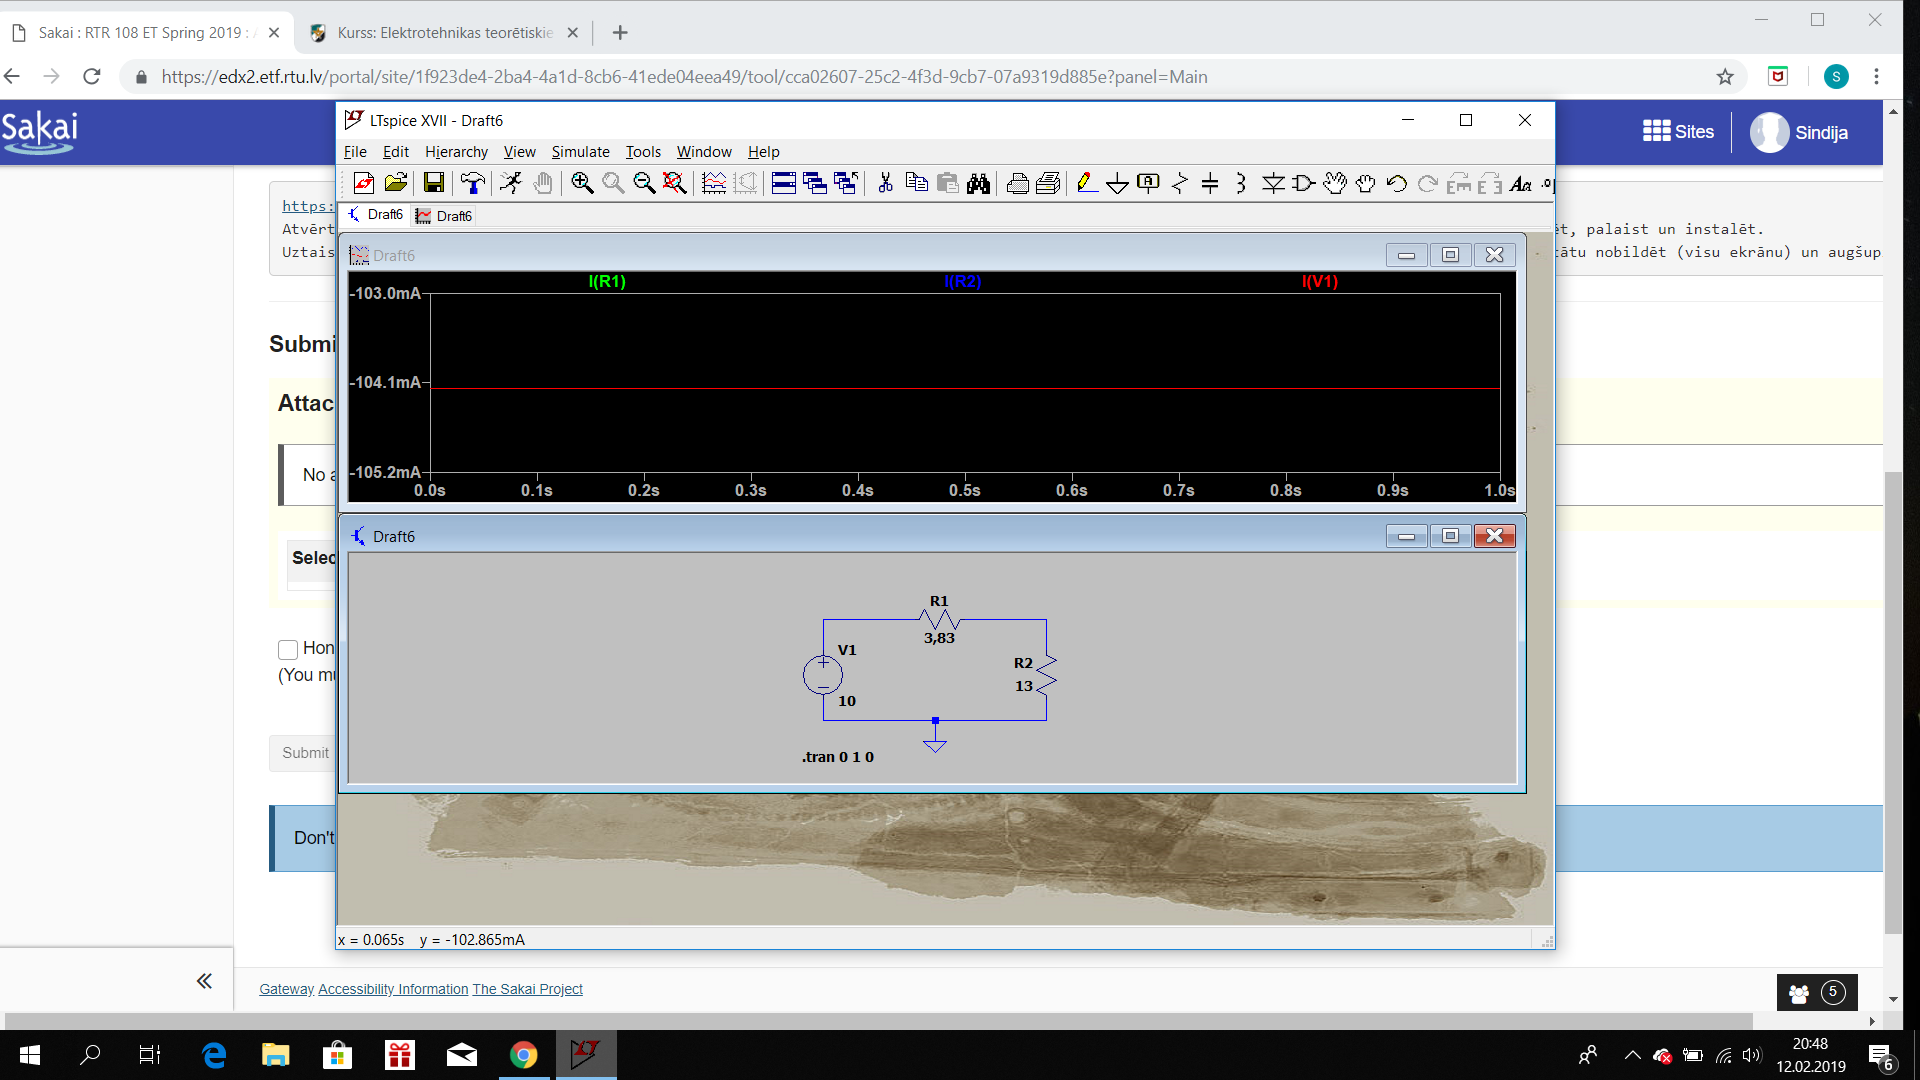 Sakai : RTR 108 ET Spring 2019 :
Kurss: Elektrotehnikas teorētiskie
https://edx2.etf.rtu.lv/portal/site/1f923de4-2ba4-4a1d-8cb6-41ede04eea49/tool/cca02607-25c2-4f3d-9cb7-07a9319d885e?panel=Main
S
Sakai
Sites
Sindija
LTspice XVII - Draft6
File Edit Hierarchy View Simulate Tools Window Help
Draft6 Draft6
https:
Atvērt
ēt, palaist un instalēt.
Uztais
tātu nobildēt (visu ekrānu) un augšup
Draft6
I(R1) I(R2) I(V1)
-103.0mA
-104.1mA
-105.2mA
0.0s 0.1s 0.2s 0.3s 0.4s 0.5s 0.6s 0.7s 0.8s 0.9s 1.0s
Submi
Attac
No a
Selec
Draft6
R1
3,83
V1
10
R2
13
.tran 0 1 0
Hon
(You mu
Submit
Don't
x = 0.065s y = -102.865mA
Gateway Accessibility Information The Sakai Project
5
20:48
12.02.2019
6